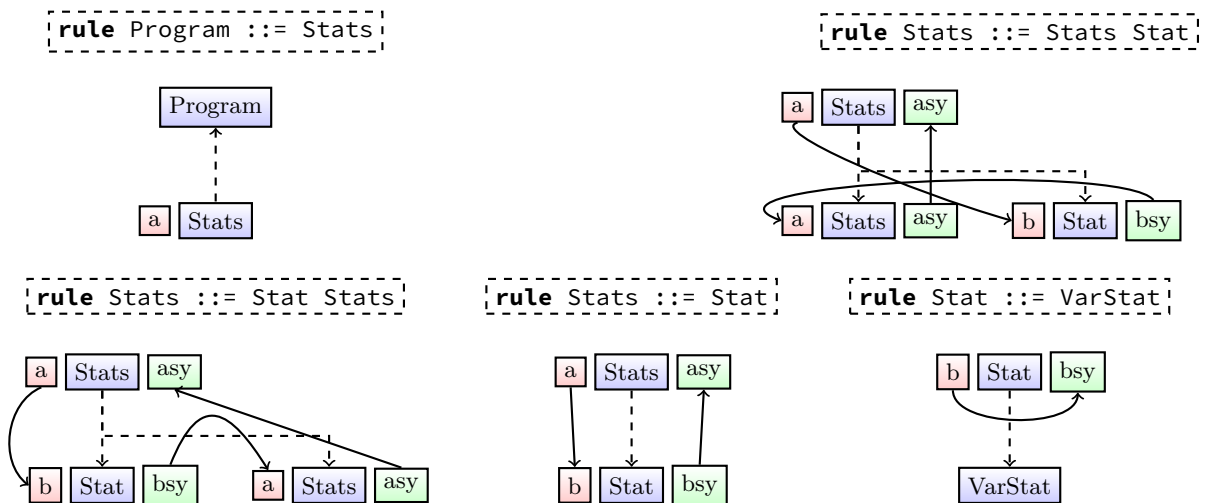 rule Program ::= Stats
rule Stats ::= Stats Stat
Program
a Stats
a Stats asy
a Stats asy b Stat bsy
rule Stats ::= Stat Stats
rule Stats ::= Stat
rule Stat ::= VarStat
a Stats asy
b Stat bsy a Stats asy
a Stats asy
b Stat bsy
b Stat bsy
VarStat